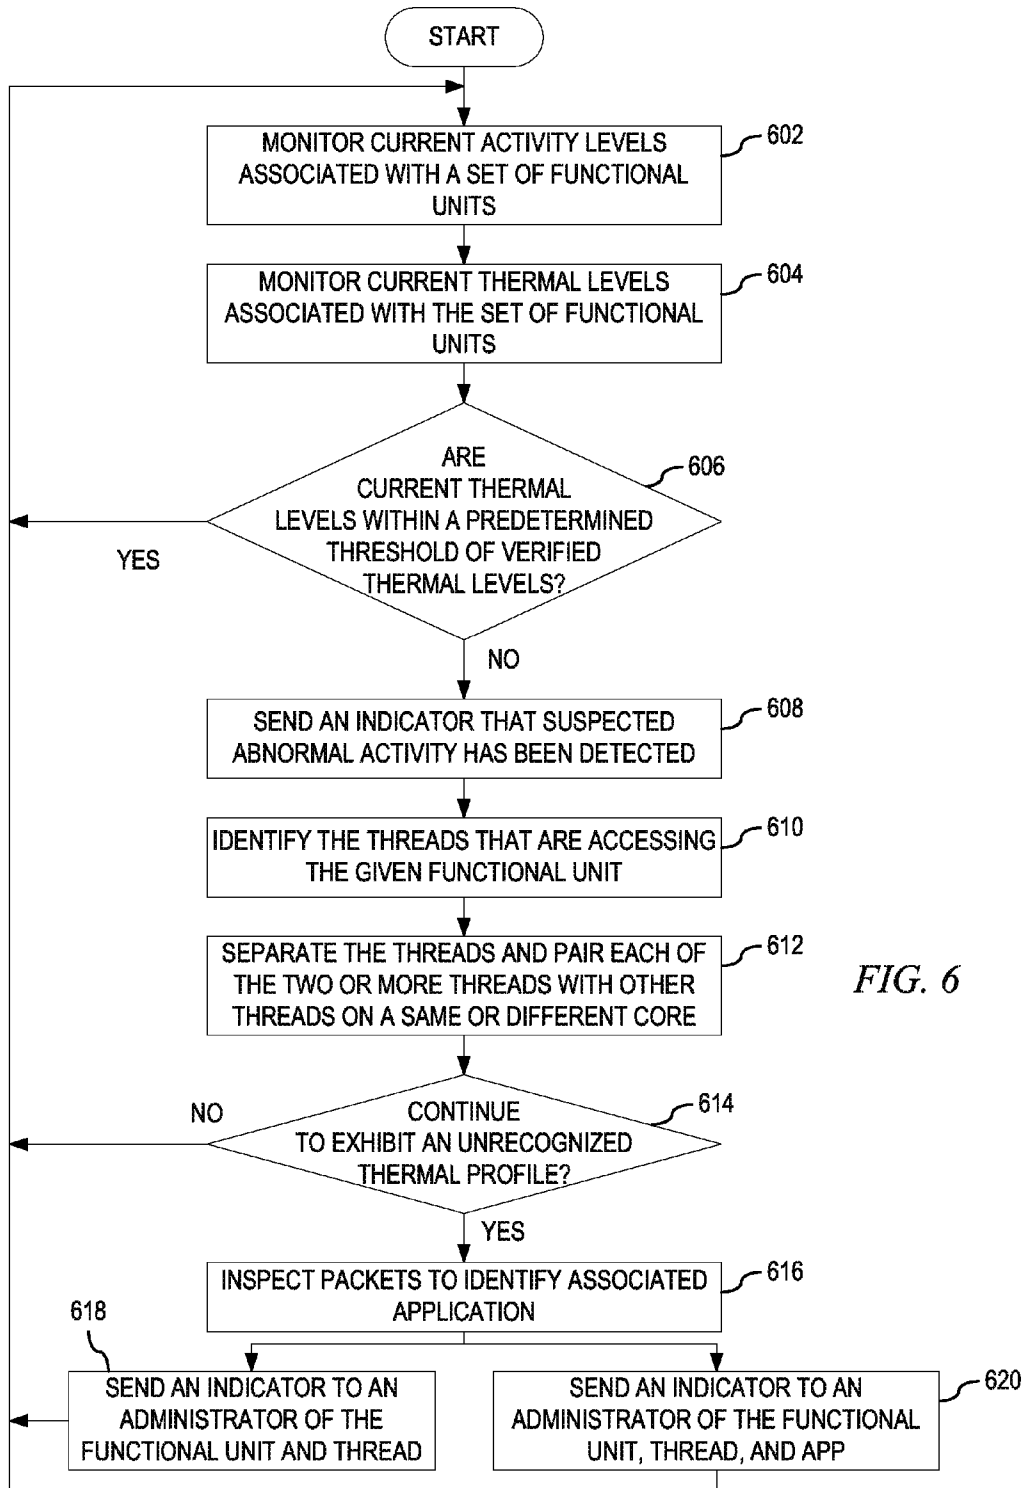 START
MONITOR CURRENT ACTIVITY LEVELS
ASSOCIATED WITH A SET OF FUNCTIONAL
UNITS
602
MONITOR CURRENT THERMAL LEVELS
ASSOCIATED WITH THE SET OF FUNCTIONAL
UNITS
604
ARE
CURRENT THERMAL
LEVELS WITHIN A PREDETERMINED
THRESHOLD OF VERIFIED
THERMAL LEVELS?
606
YES
NO
SEND AN INDICATOR THAT SUSPECTED
ABNORMAL ACTIVITY HAS BEEN DETECTED
608
IDENTIFY THE THREADS THAT ARE ACCESSING
THE GIVEN FUNCTIONAL UNIT
610
SEPARATE THE THREADS AND PAIR EACH OF
THE TWO OR MORE THREADS WITH OTHER
THREADS ON A SAME OR DIFFERENT CORE
612
FIG. 6
CONTINUE
TO EXHIBIT AN UNRECOGNIZED
THERMAL PROFILE?
614
NO
YES
INSPECT PACKETS TO IDENTIFY ASSOCIATED
APPLICATION
616
618
SEND AN INDICATOR TO AN
ADMINISTRATOR OF THE
FUNCTIONAL UNIT AND THREAD
SEND AN INDICATOR TO AN
ADMINISTRATOR OF THE FUNCTIONAL
UNIT, THREAD, AND APP
620